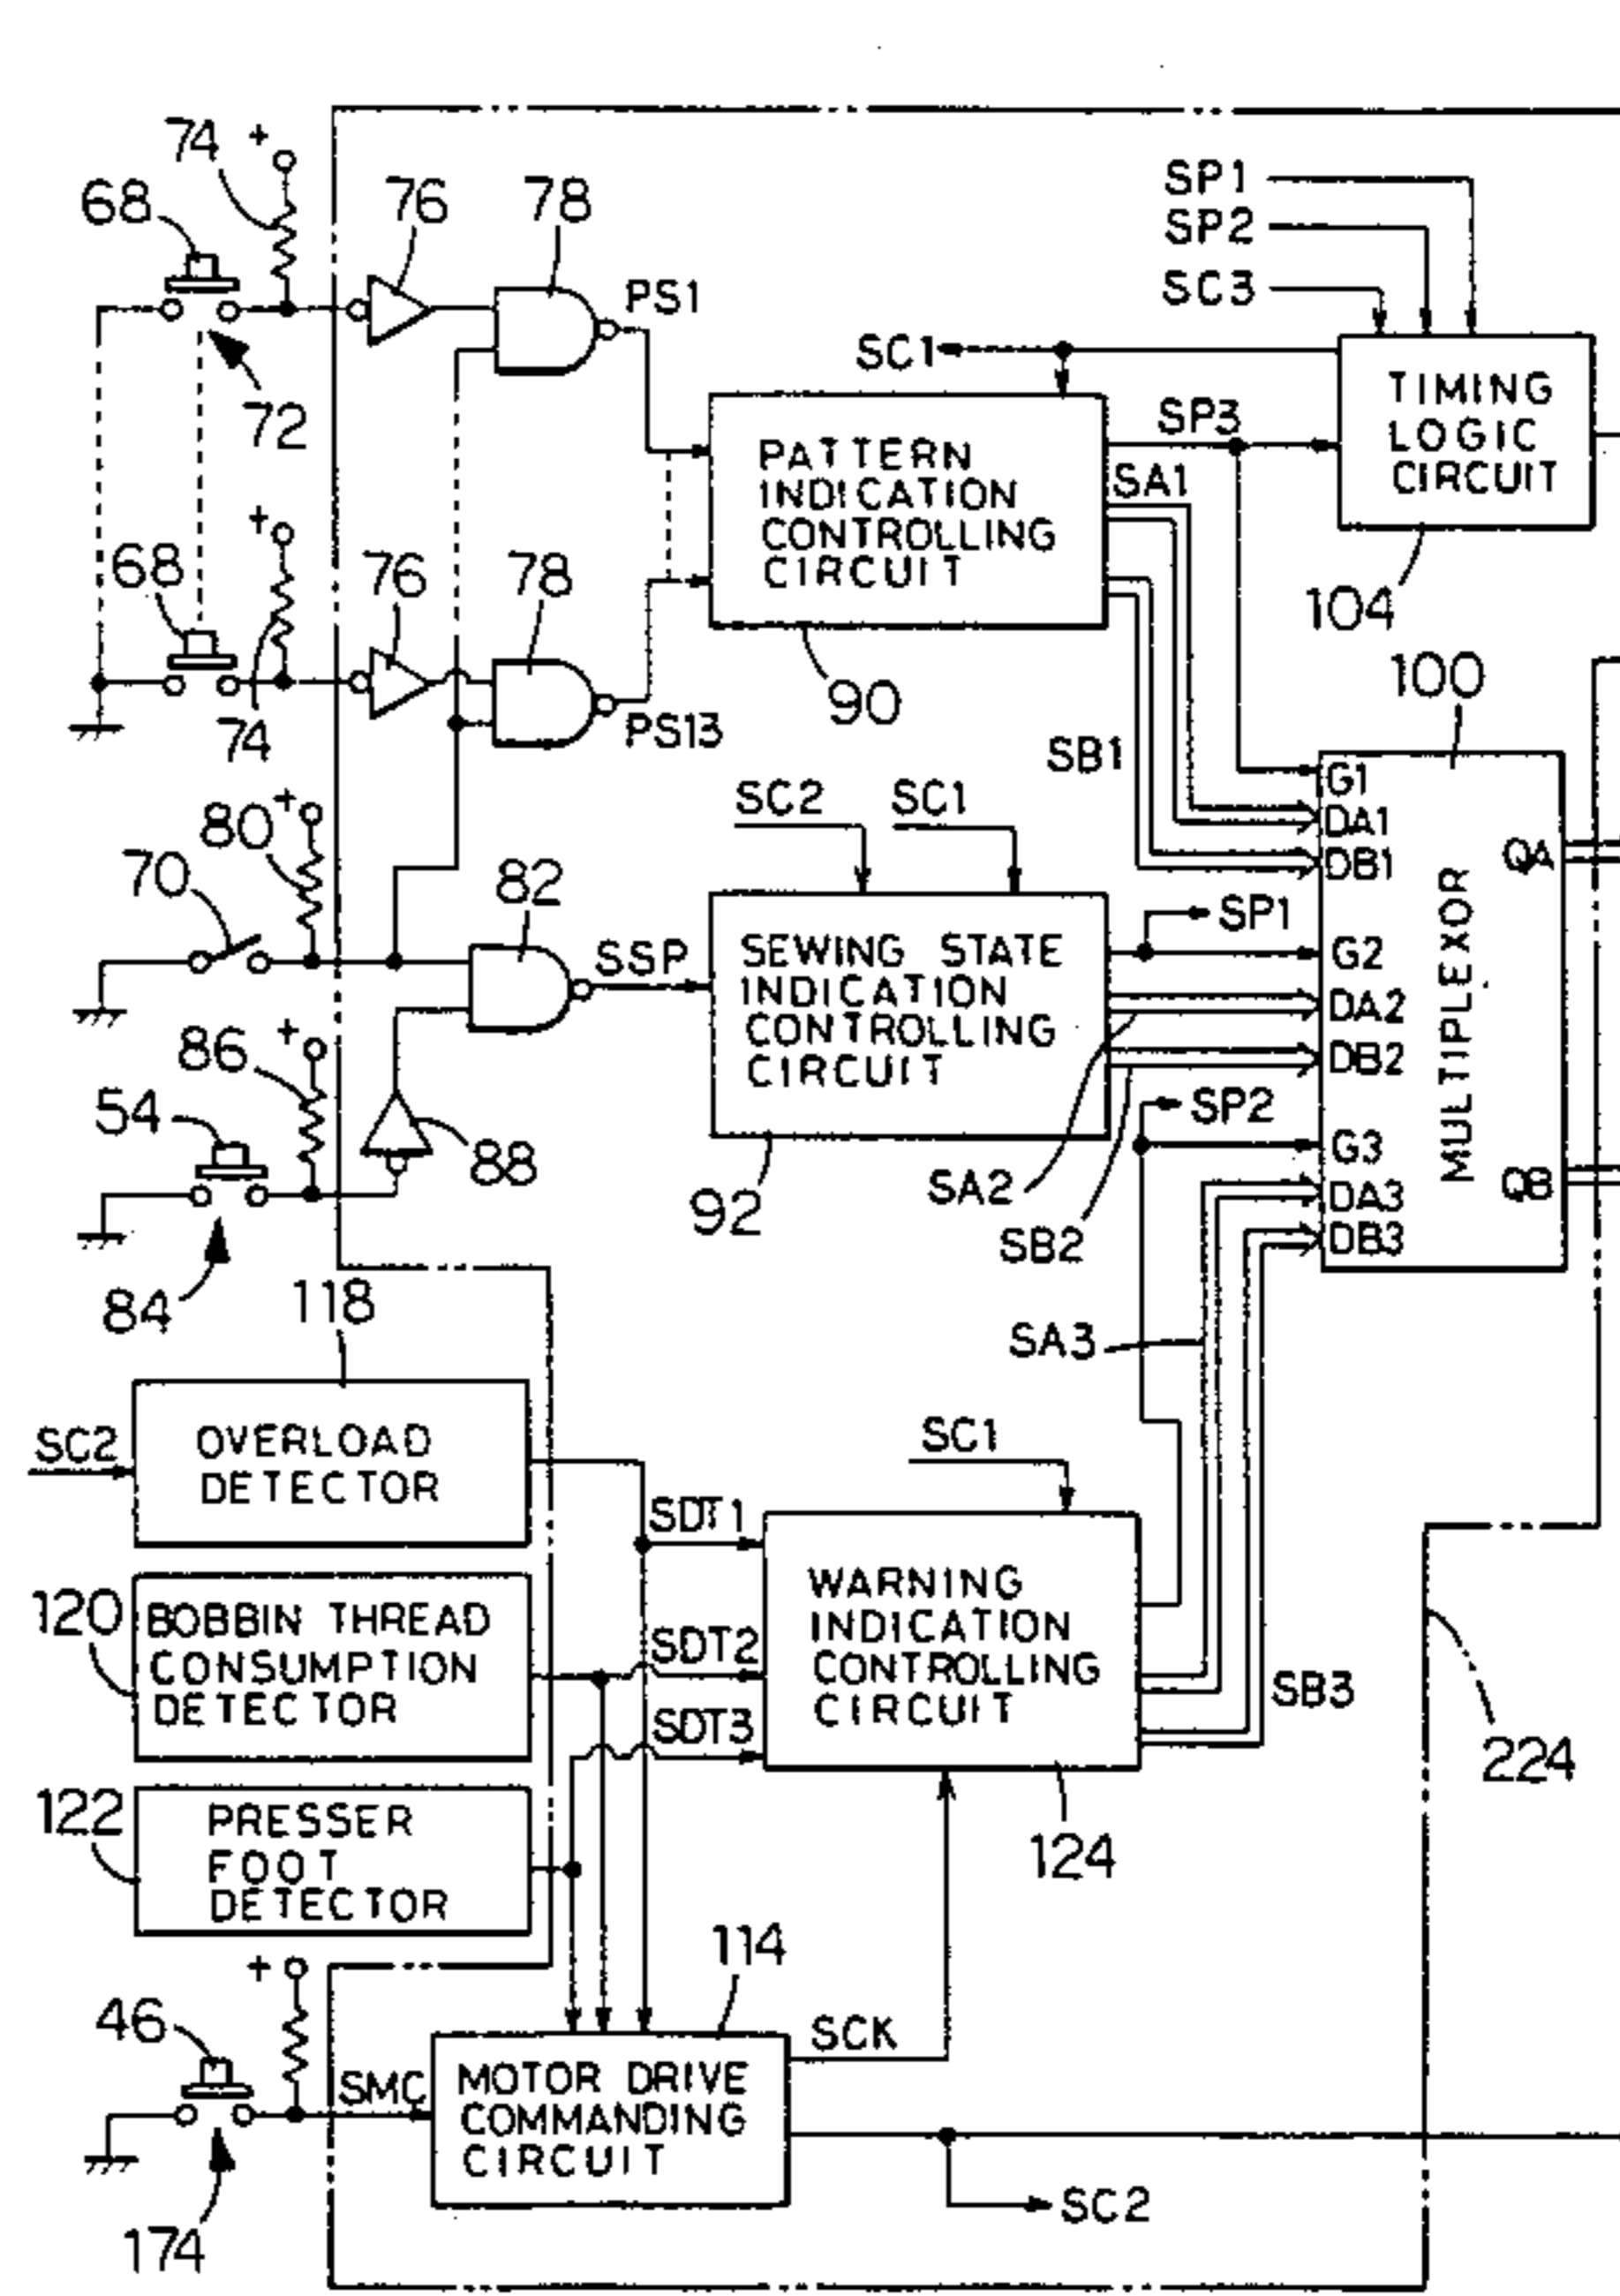 74
+
68
76
78
PS1
72
SP1
SP2
SC3
SC1
TIMING
LOGIC
CIRCUIT
104
PATTERN
INDICATION
CONTROLLING
CIRCUIT
90
SP3
SA1
+
68
76
78
74
PS13
SB1
100
80
+
70
82
SSP
SC2
SC1
SEWING STATE
INDICATION
CONTROLLING
CIRCUIT
92
SP1
G1
DA1
DB1
G2
DA2
DB2
G3
DA3
DB3
MULTIPLEXOR
QA
QB
86
+
54
88
84
SP2
SA2
SB2
118
SC2
OVERLOAD
DETECTOR
SA3
SC1
SDT1
120
BOBBIN THREAD
CONSUMPTION
DETECTOR
SDT2
SDT3
WARNING
INDICATION
CONTROLLING
CIRCUIT
124
SB3
224
122
PRESSER
FOOT
DETECTOR
114
+
46
SMC
MOTOR DRIVE
COMMANDING
CIRCUIT
SCK
SC2
174